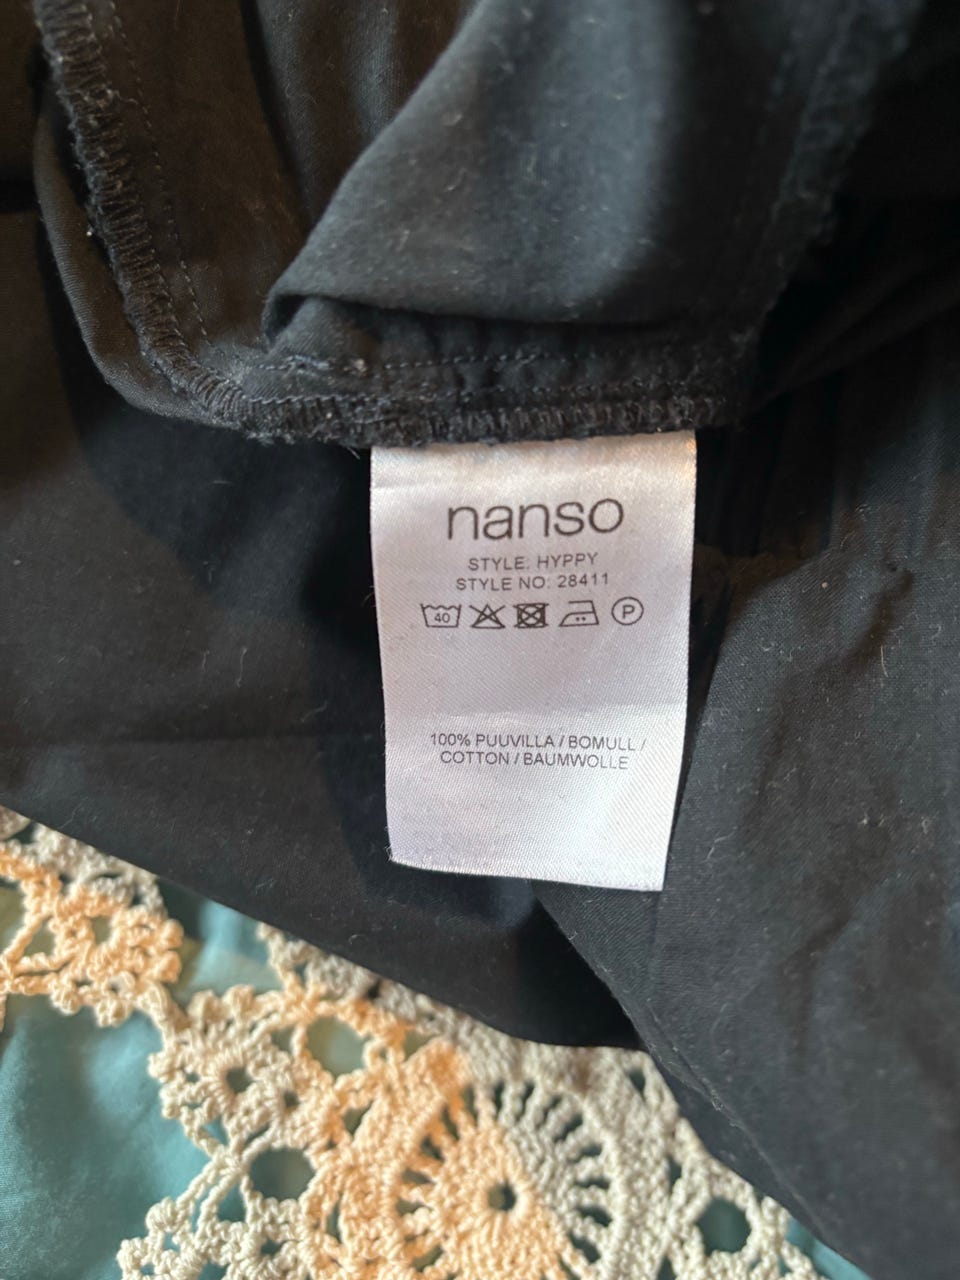 nanso
STYLE: HYPPY
STYLE NO: 28411
40 P
100% PUUVILLA / BOMULL /
COTTON / BAUMWOLLE